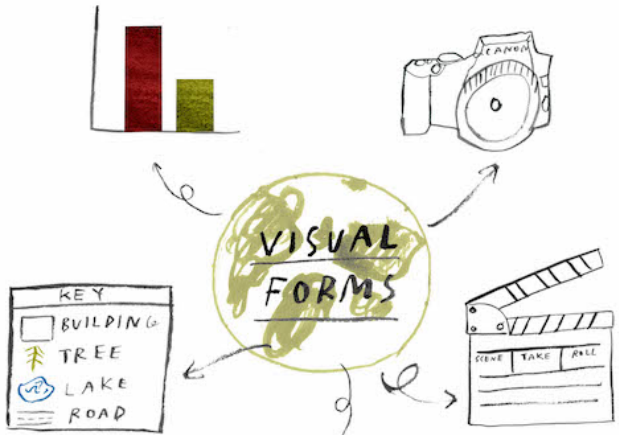 CANON
VISUAL
FORMS
KEY
BUILDING
TREE
LAKE
ROAD
SCENE TAKE ROLL